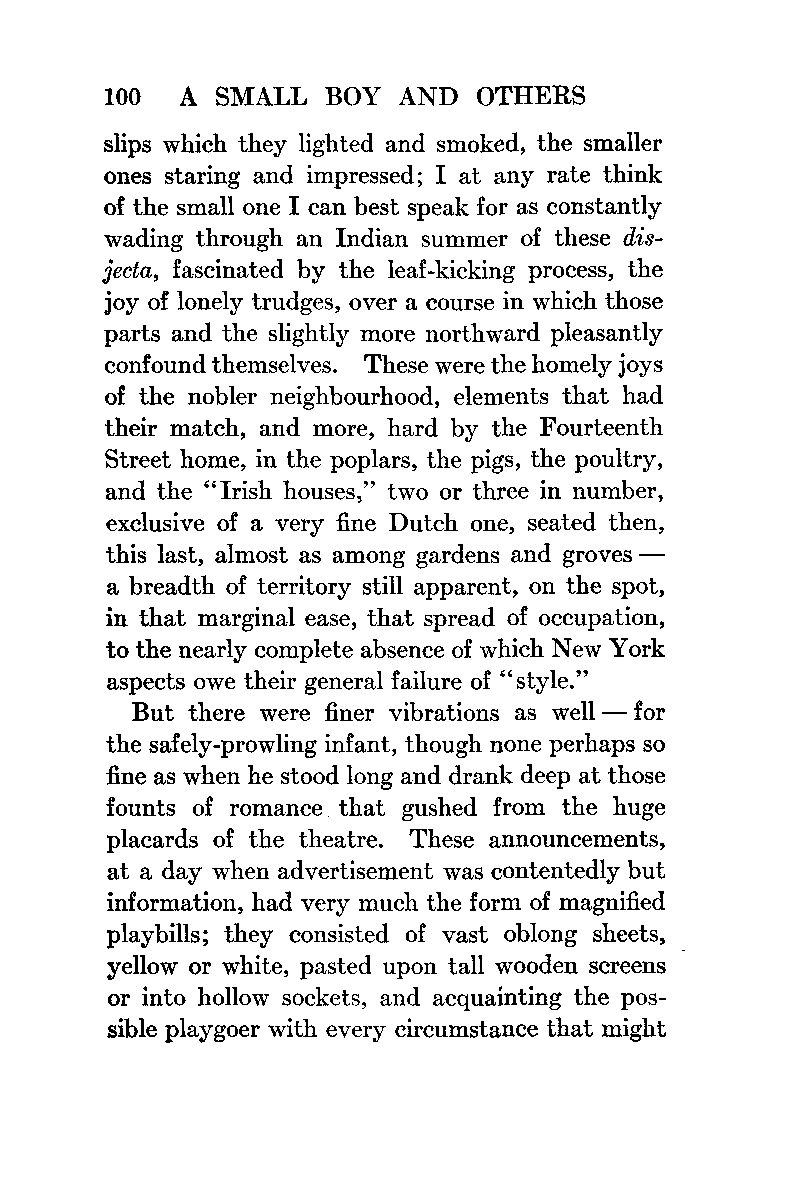 100 A SMALL BOY AND OTHERS
slips which they lighted and smoked, the smaller
ones staring and impressed; I at any rate think
of the small one I can best speak for as constantly
wading through an Indian summer of these dis-
jecta, fascinated by the leaf-kicking process, the
joy of lonely trudges, over a course in which those
parts and the slightly more northward pleasantly
confound themselves. These were the homely joys
of the nobler neighbourhood, elements that had
their match, and more, hard by the Fourteenth
Street home, in the poplars, the pigs, the poultry,
and the “Irish houses,” two or three in number,
exclusive of a very fine Dutch one, seated then,
this last, almost as among gardens and groves —
a breadth of territory still apparent, on the spot,
in that marginal ease, that spread of occupation,
to the nearly complete absence of which New York
aspects owe their general failure of “style.”
But there were finer vibrations as well — for
the safely-prowling infant, though none perhaps so
fine as when he stood long and drank deep at those
founts of romance that gushed from the huge
placards of the theatre. These announcements,
at a day when advertisement was contentedly but
information, had very much the form of magnified
playbills; they consisted of vast oblong sheets,
yellow or white, pasted upon tall wooden screens
or into hollow sockets, and acquainting the pos-
sible playgoer with every circumstance that might